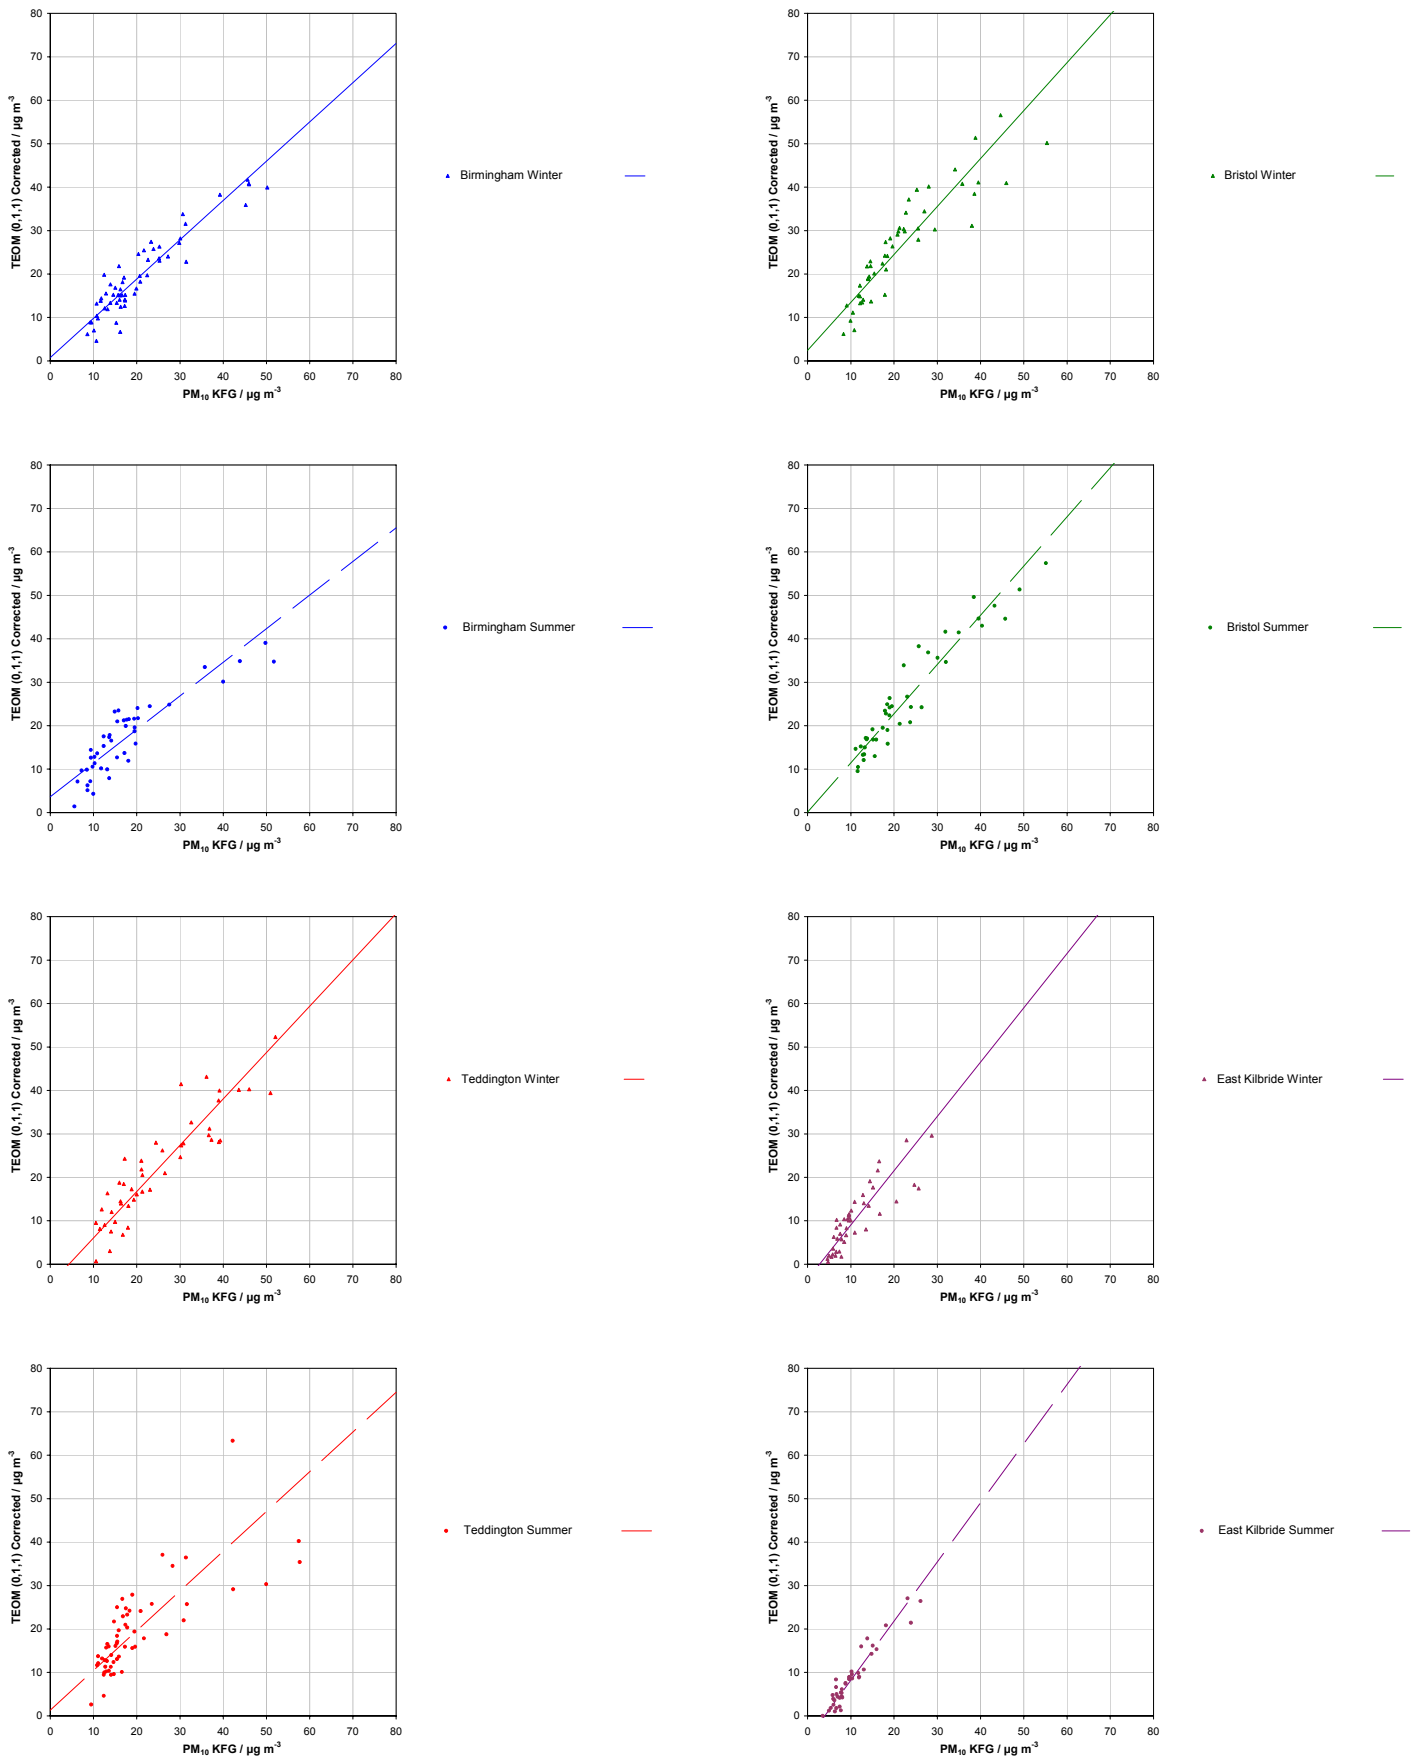 80
70
60
50
40
30
20
10
0
TEOM (0,1,1) Corrected / µg m⁻³
0 10 20 30 40 50 60 70 80
PM₁₀ KFG / µg m⁻³
Birmingham Winter
80
70
60
50
40
30
20
10
0
TEOM (0,1,1) Corrected / µg m⁻³
0 10 20 30 40 50 60 70 80
PM₁₀ KFG / µg m⁻³
Bristol Winter
80
70
60
50
40
30
20
10
0
TEOM (0,1,1) Corrected / µg m⁻³
0 10 20 30 40 50 60 70 80
PM₁₀ KFG / µg m⁻³
Birmingham Summer
80
70
60
50
40
30
20
10
0
TEOM (0,1,1) Corrected / µg m⁻³
0 10 20 30 40 50 60 70 80
PM₁₀ KFG / µg m⁻³
Bristol Summer
80
70
60
50
40
30
20
10
0
TEOM (0,1,1) Corrected / µg m⁻³
0 10 20 30 40 50 60 70 80
PM₁₀ KFG / µg m⁻³
Teddington Winter
80
70
60
50
40
30
20
10
0
TEOM (0,1,1) Corrected / µg m⁻³
0 10 20 30 40 50 60 70 80
PM₁₀ KFG / µg m⁻³
East Kilbride Winter
80
70
60
50
40
30
20
10
0
TEOM (0,1,1) Corrected / µg m⁻³
0 10 20 30 40 50 60 70 80
PM₁₀ KFG / µg m⁻³
Teddington Summer
80
70
60
50
40
30
20
10
0
TEOM (0,1,1) Corrected / µg m⁻³
0 10 20 30 40 50 60 70 80
PM₁₀ KFG / µg m⁻³
East Kilbride Summer